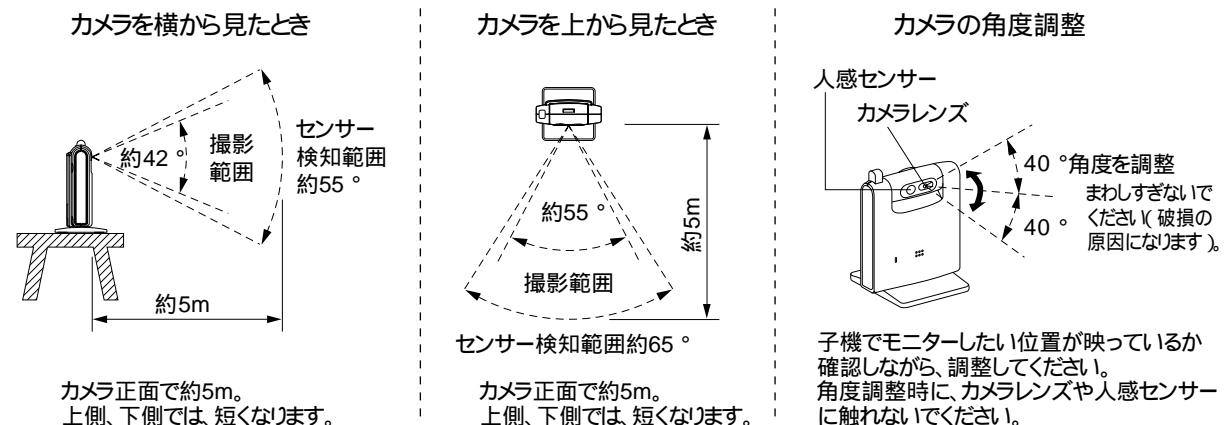 カメラを横から見たとき
約42°
撮影
範囲
センサー
検知範囲
約55°
約5m
カメラ正面で約5m。
上側、下側では、短くなります。
カメラを上から見たとき
約55°
撮影範囲
約5m
センサー検知範囲約65°
カメラ正面で約5m。
上側、下側では、短くなります。
カメラの角度調整
人感センサー
カメラレンズ
40°角度を調整
まわしすぎないで
ください(破損の
原因になります)。
40°
子機でモニターしたい位置が映っているか
確認しながら、調整してください。
角度調整時に、カメラレンズや人感センサー
に触れないでください。